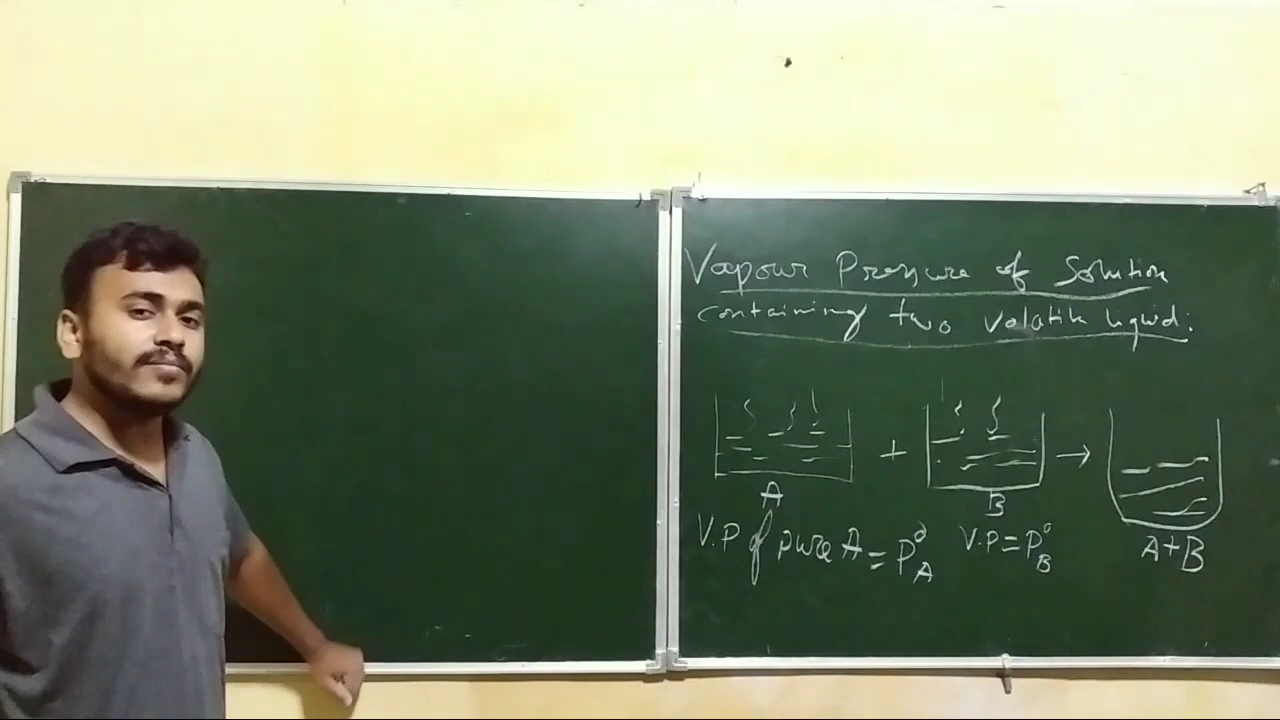 Vapour Pressure of Solution
containing two volatile liquid:
+ →
A B
V.P of pure A = P°A V.P = P°B A+B